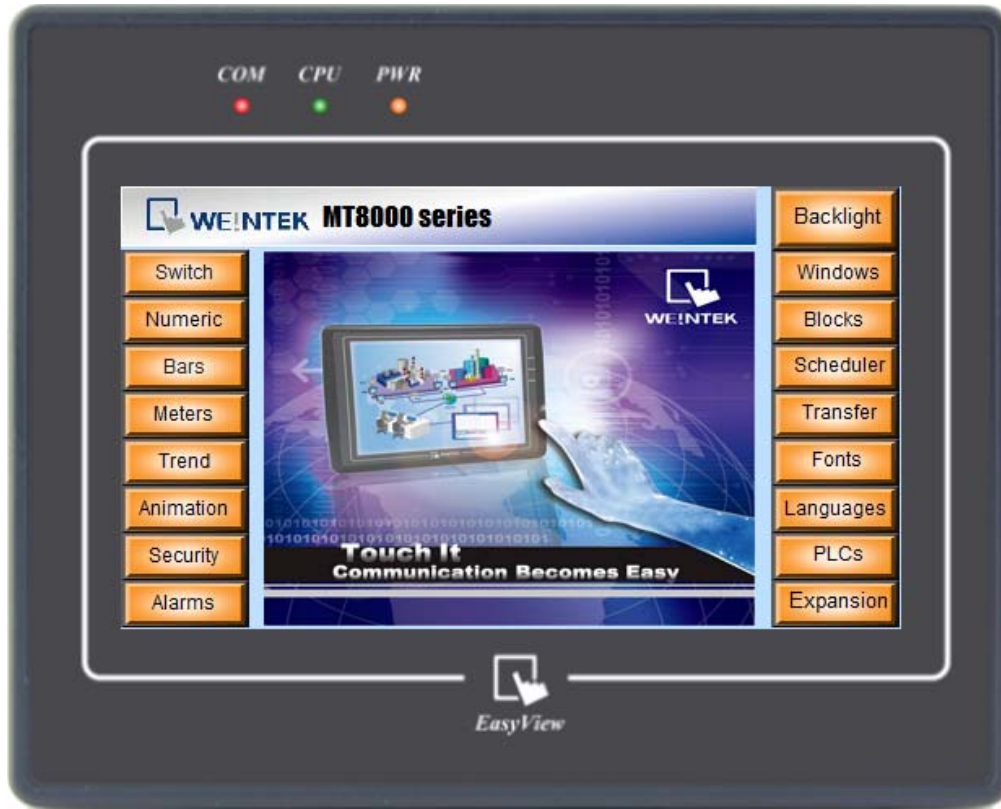 COM CPU PWR
WE!NTEK MT8000 series
Backlight
Switch
Numeric
Bars
Meters
Trend
Animation
Security
Alarms
WE!NTEK
01010101010101010101010101010101
Touch It
Communication Becomes Easy
Windows
Blocks
Scheduler
Transfer
Fonts
Languages
PLCs
Expansion
EasyView